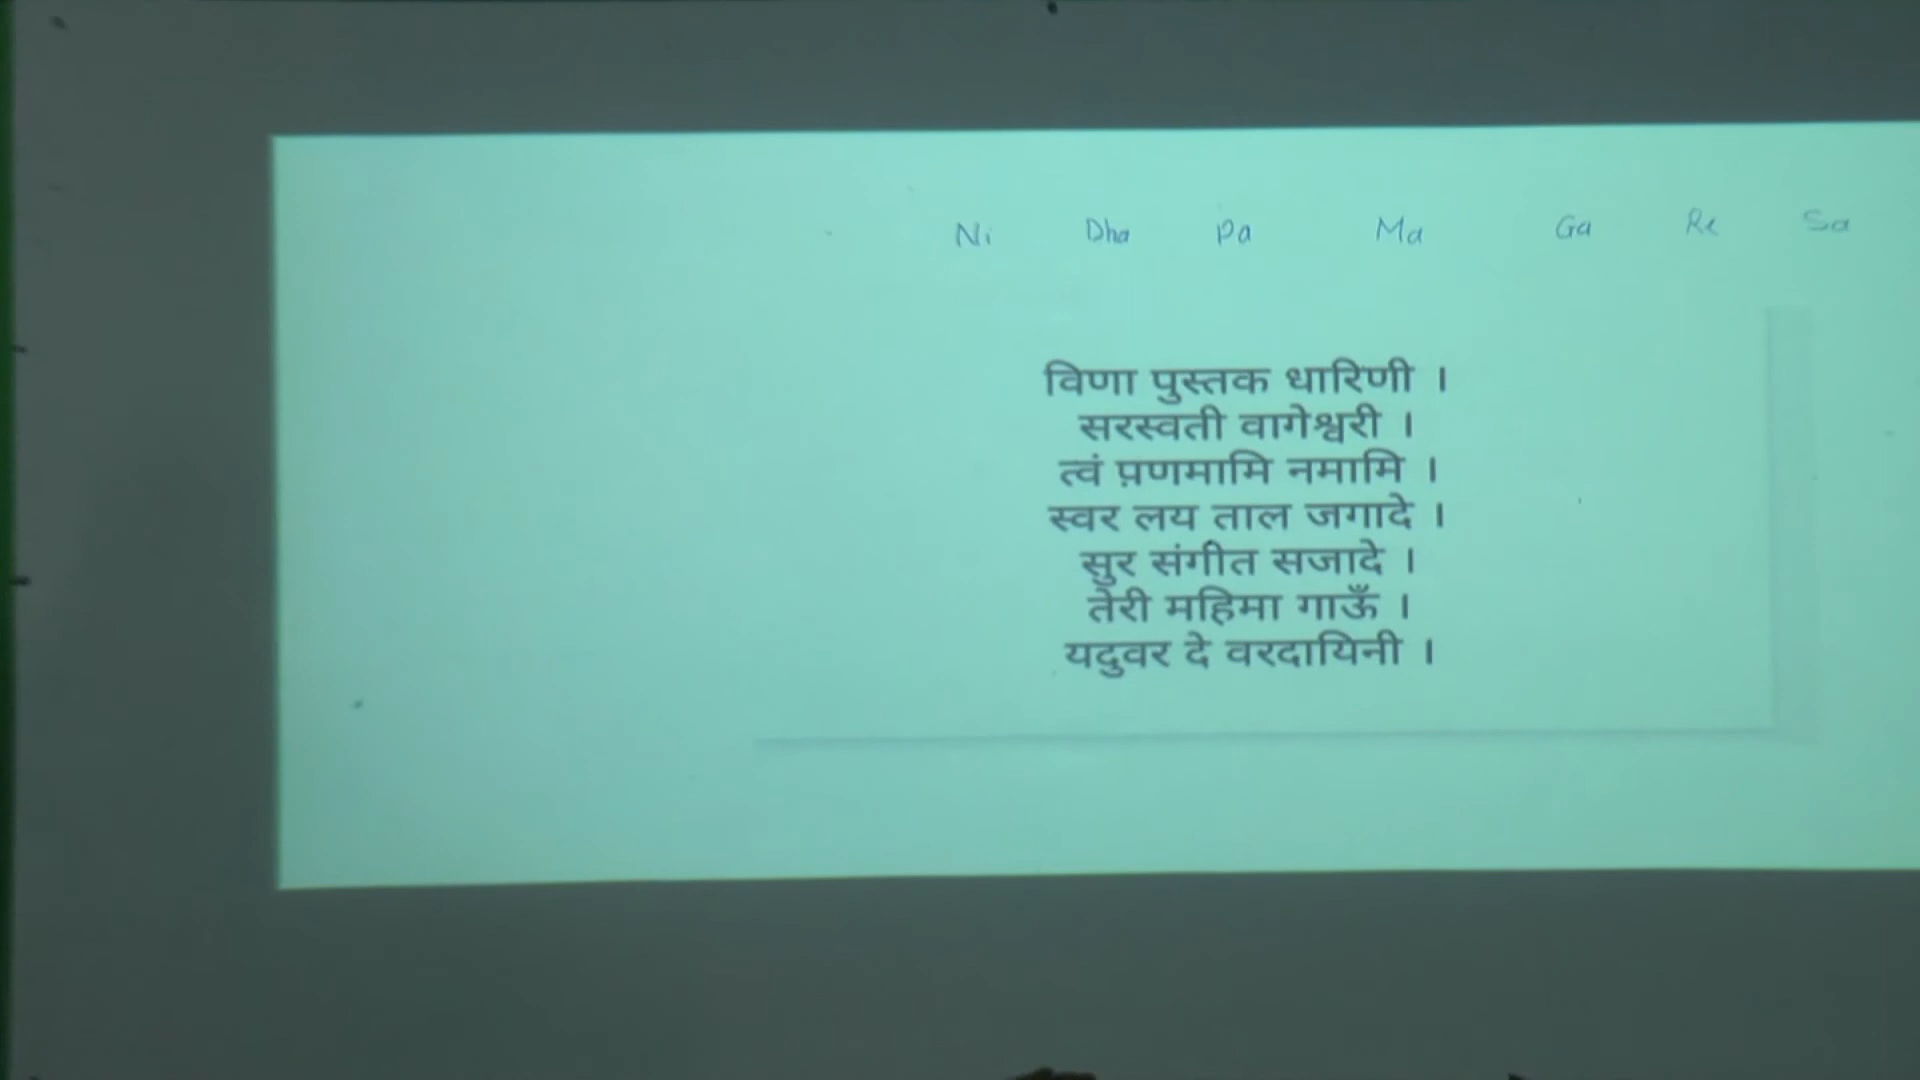 Ni Dha Pa Ma Ga Re Sa
विणा पुस्तक धारिणी ।
सरस्वती वागेश्वरी ।
त्वं प्रणमामि नमामि ।
स्वर लय ताल जगादे ।
सुर संगीत सजादे ।
तेरी महिमा गाऊँ ।
यदुवर दे वरदायिनी ।